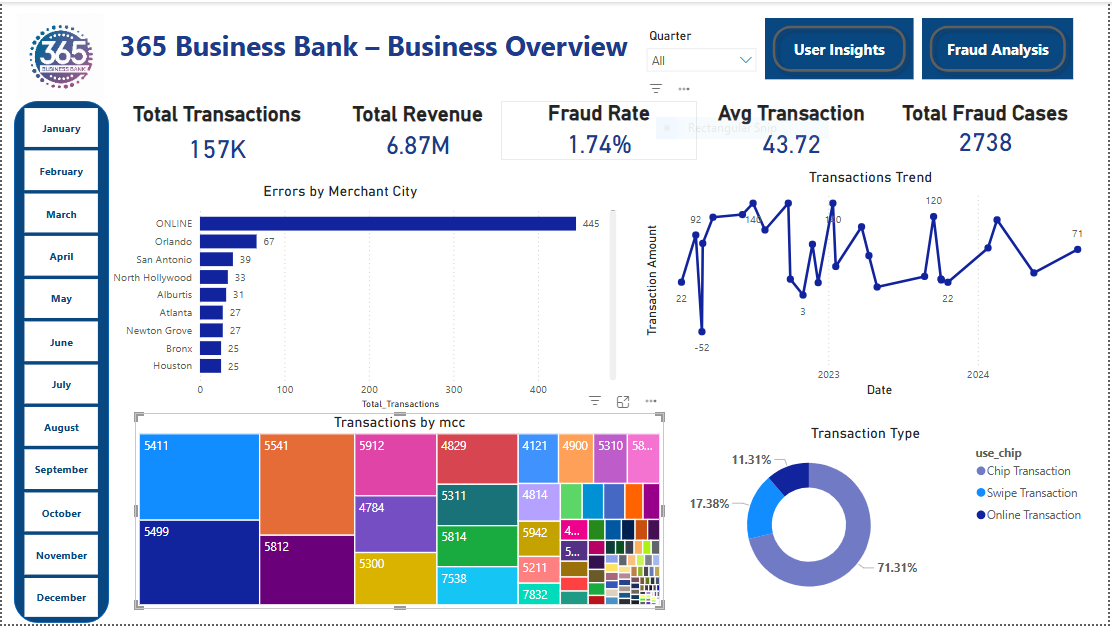 365
BUSINESS BANK
365 Business Bank – Business Overview
Quarter
All
User Insights
Fraud Analysis
January
February
March
April
May
June
July
August
September
October
November
December
Total Transactions
157K
Total Revenue
6.87M
Fraud Rate
1.74%
Avg Transaction
43.72
Total Fraud Cases
2738
Rectangular Snip
Errors by Merchant City
ONLINE 445
Orlando 67
San Antonio 39
North Hollywood 33
Alburtis 31
Atlanta 27
Newton Grove 27
Bronx 25
Houston 25
0 100 200 300 400
Total_Transactions
Transactions Trend
Transaction Amount
22
92
-52
140
3
140
120
22
71
2023 2024
Date
Transactions by mcc
5411
5499
5541
5812
5912
4784
5300
4829
5311
5814
7538
4121
4900
5310
58...
4814
5942
4...
5...
5211
7832
Transaction Type
11.31%
17.38%
71.31%
use_chip
Chip Transaction
Swipe Transaction
Online Transaction